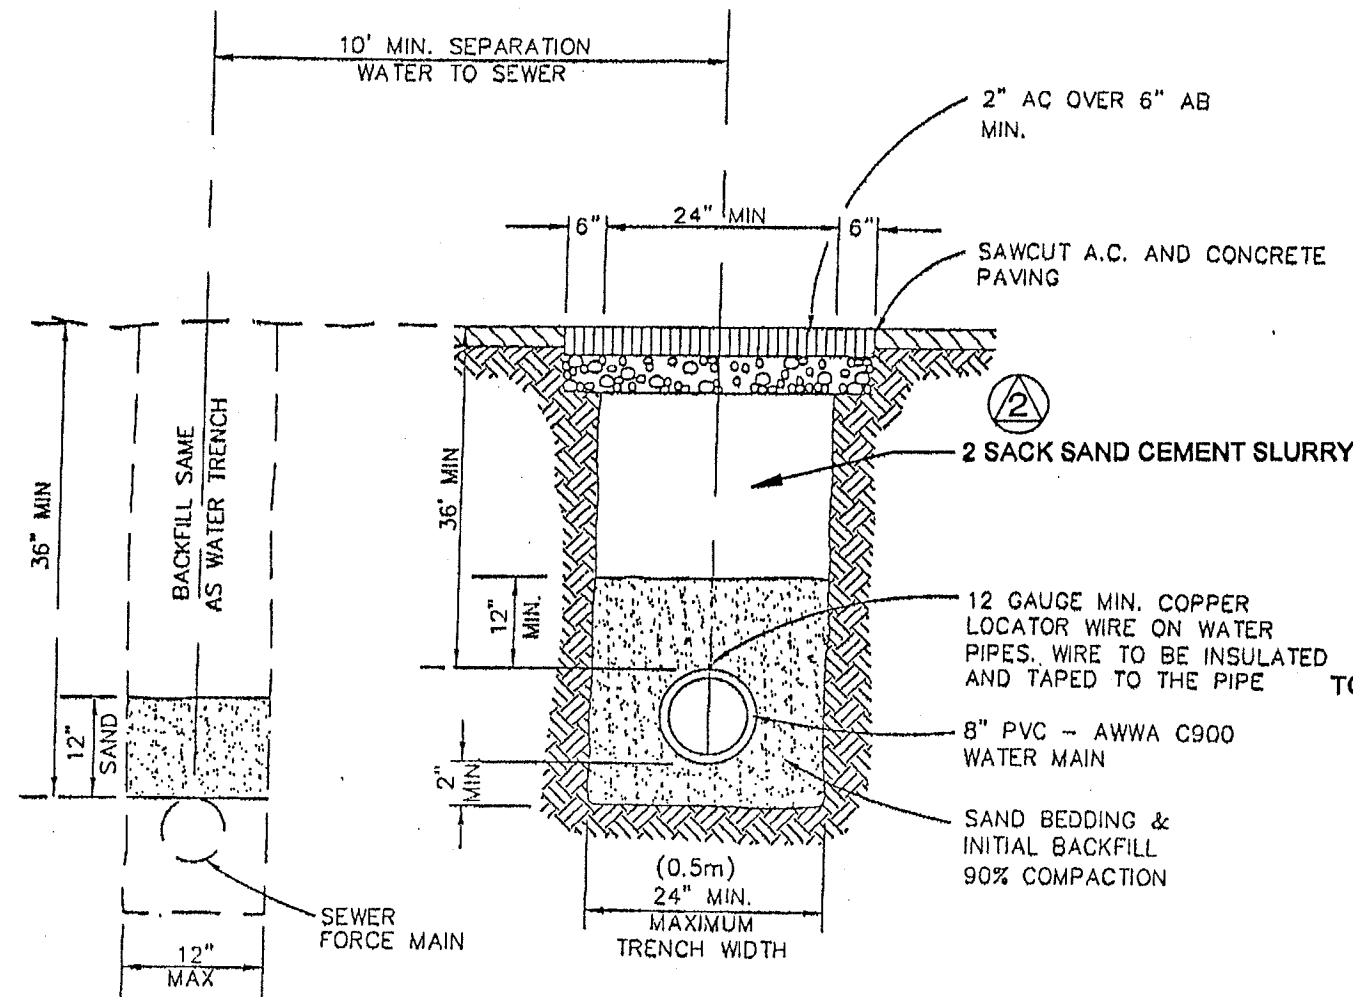 10' MIN. SEPARATION
WATER TO SEWER
2" AC OVER 6" AB
MIN.
6"
24" MIN
6"
SAWCUT A.C. AND CONCRETE
PAVING
2
2 SACK SAND CEMENT SLURRY
36" MIN
BACKFILL SAME
AS WATER TRENCH
36" MIN
12"
MIN.
12 GAUGE MIN. COPPER
LOCATOR WIRE ON WATER
PIPES. WIRE TO BE INSULATED
AND TAPED TO THE PIPE
TO
12"
SAND
8" PVC - AWWA C900
WATER MAIN
2"
MIN
SAND BEDDING &
INITIAL BACKFILL
90% COMPACTION
(0.5m)
24" MIN.
MAXIMUM
TRENCH WIDTH
SEWER
FORCE MAIN
12"
MAX